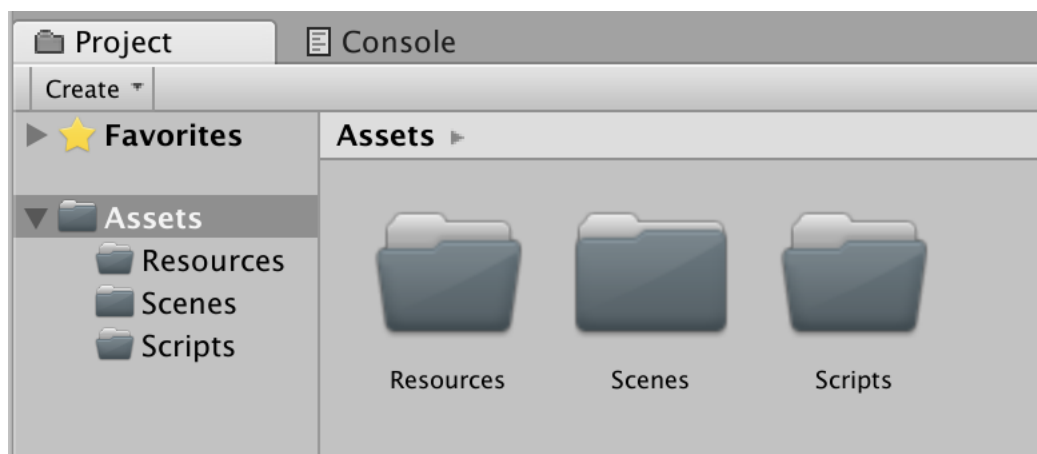 Project
Console
Create
Favorites
Assets
Resources
Scenes
Scripts
Assets
Resources
Scenes
Scripts